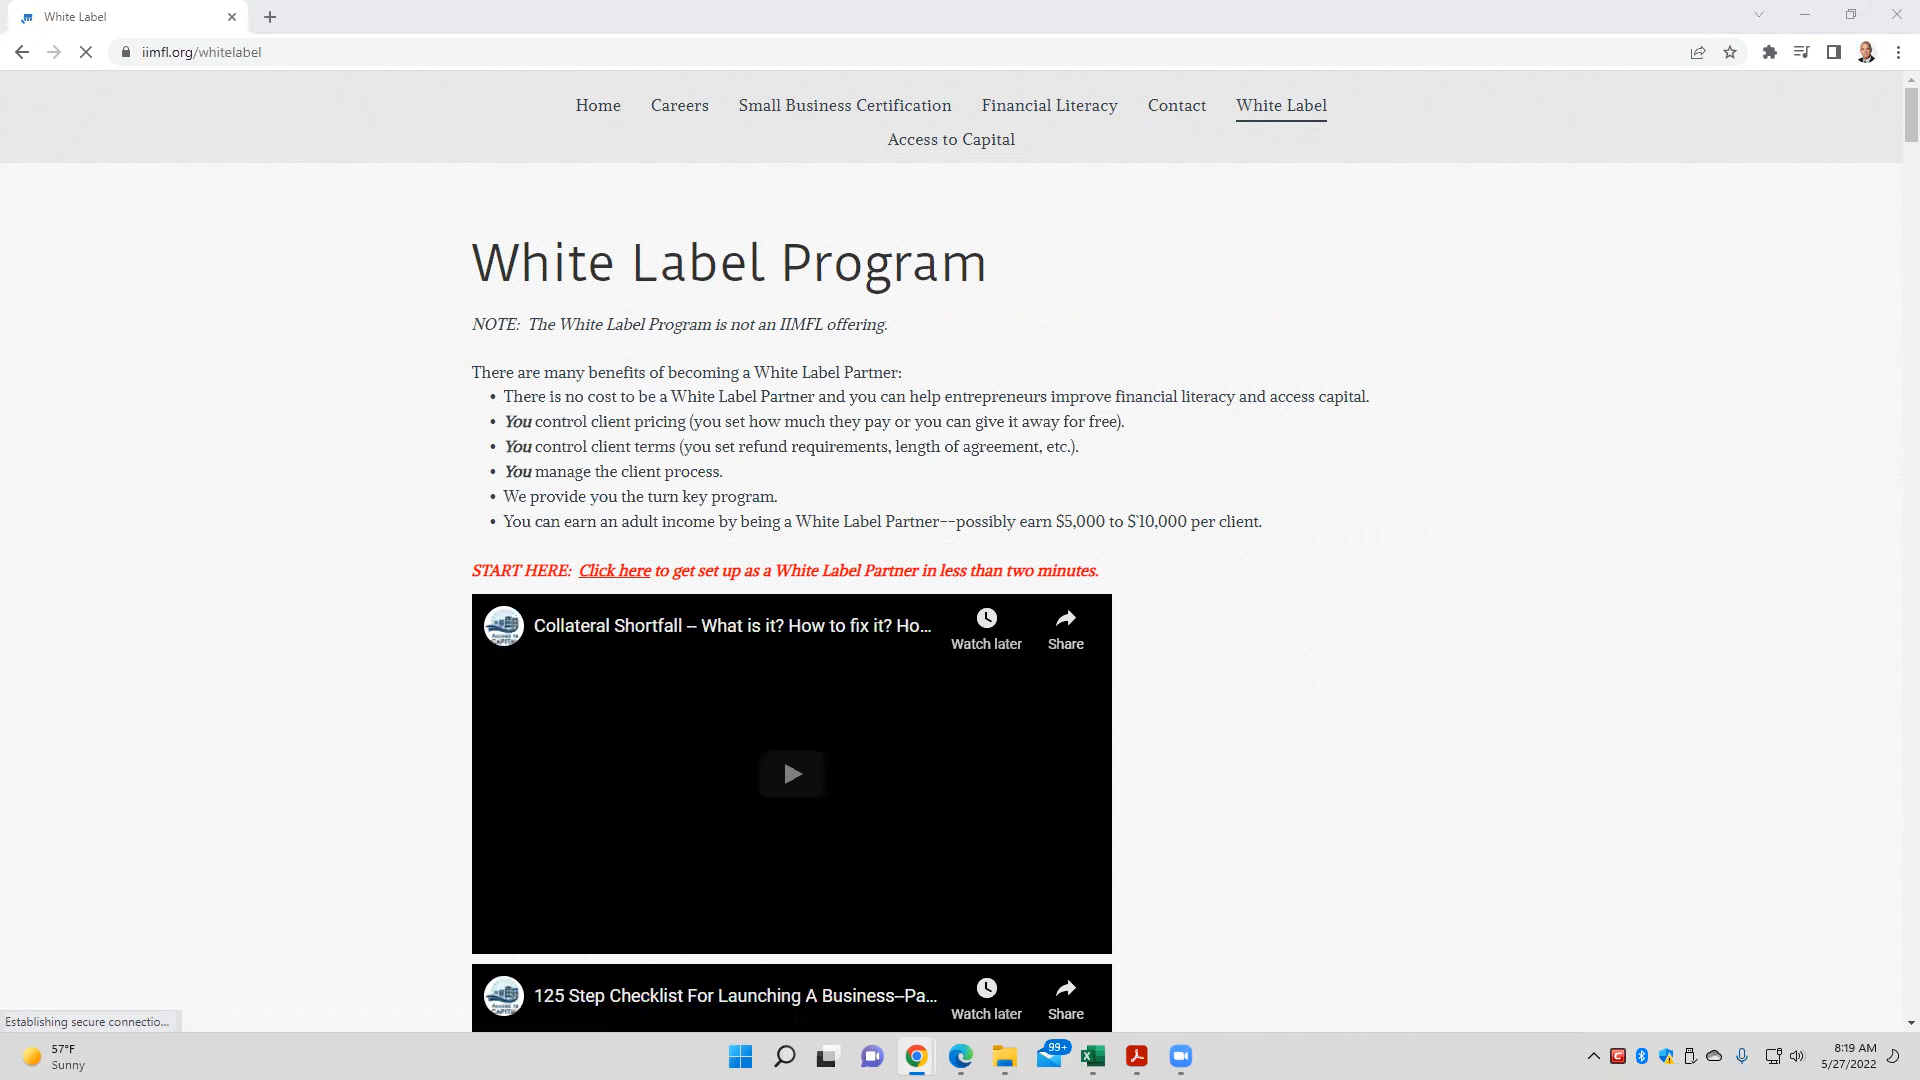 White Label
iimfl.org/whitelabel
Home Careers Small Business Certification Financial Literacy Contact White Label
Access to Capital
White Label Program
NOTE: The White Label Program is not an IIMFL offering.
There are many benefits of becoming a White Label Partner:
• There is no cost to be a White Label Partner and you can help entrepreneurs improve financial literacy and access capital.
• You control client pricing (you set how much they pay or you can give it away for free).
• You control client terms (you set refund requirements, length of agreement, etc.).
• You manage the client process.
• We provide you the turn key program.
• You can earn an adult income by being a White Label Partner--possibly earn $5,000 to $`10,000 per client.
START HERE: Click here to get set up as a White Label Partner in less than two minutes.
Collateral Shortfall -- What is it? How to fix it? Ho...
Watch later Share
125 Step Checklist For Launching A Business--Pa...
Watch later Share
Establishing secure connectio...
57°F
Sunny
99+
8:19 AM
5/27/2022